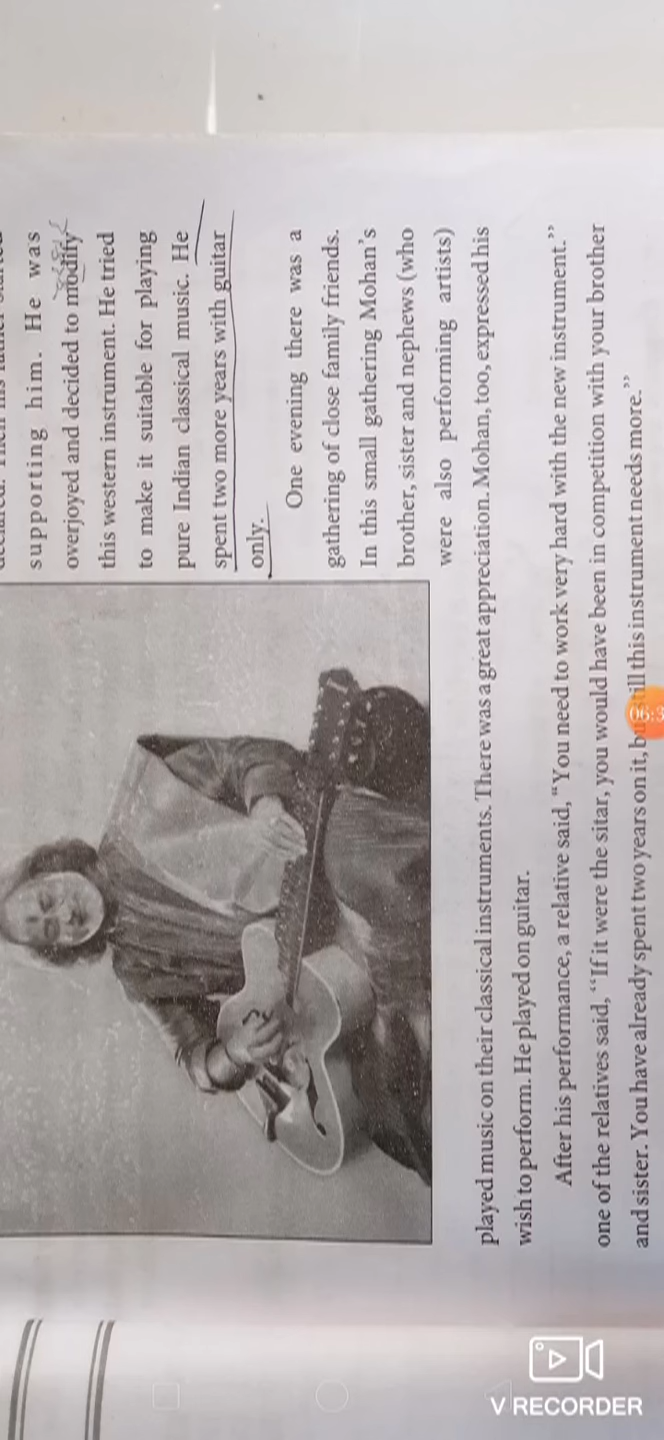 supporting him. He was
overjoyed and decided to modify
this western instrument. He tried
to make it suitable for playing
pure Indian classical music. He
spent two more years with guitar
only.
One evening there was a
gathering of close family friends.
In this small gathering Mohan's
brother, sister and nephews (who
were also performing artists)
played music on their classical instruments. There was a great appreciation. Mohan, too, expressed his
wish to perform. He played on guitar.
After his performance, a relative said, "You need to work very hard with the new instrument."
one of the relatives said, "If it were the sitar, you would have been in competition with your brother
and sister. You have already spent two years on it, this instrument needs more."
06:3
V RECORDER